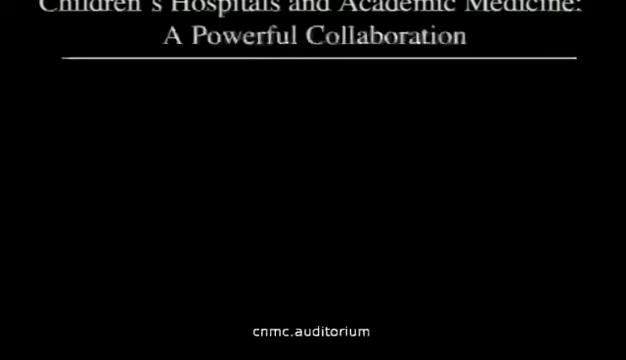 Children's Hospitals and Academic Medicine:
A Powerful Collaboration
cnmc.auditorium